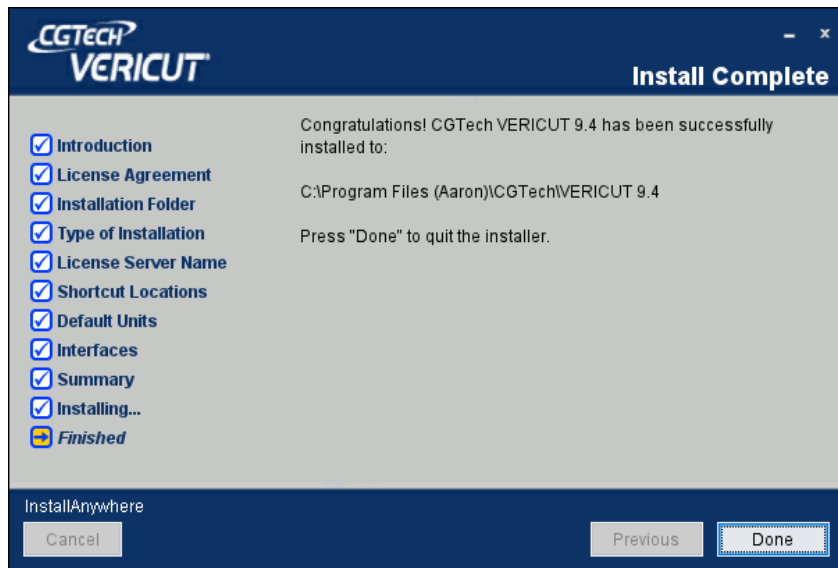 CGTECH
VERICUT
Install Complete
Introduction
License Agreement
Installation Folder
Type of Installation
License Server Name
Shortcut Locations
Default Units
Interfaces
Summary
Installing...
Finished
Congratulations! CGTech VERICUT 9.4 has been successfully
installed to:
C:\Program Files (Aaron)\CGTech\VERICUT 9.4
Press "Done" to quit the installer.
InstallAnywhere
Cancel
Previous
Done